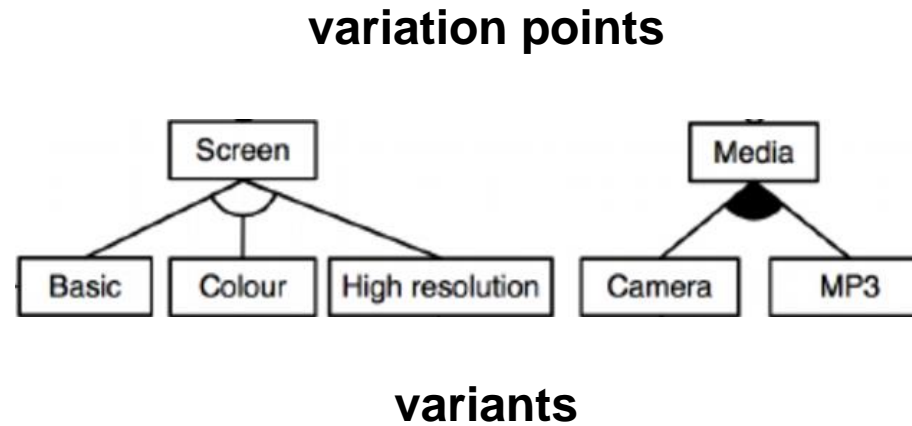 variation points
Screen Media
Basic Colour High resolution Camera MP3
variants